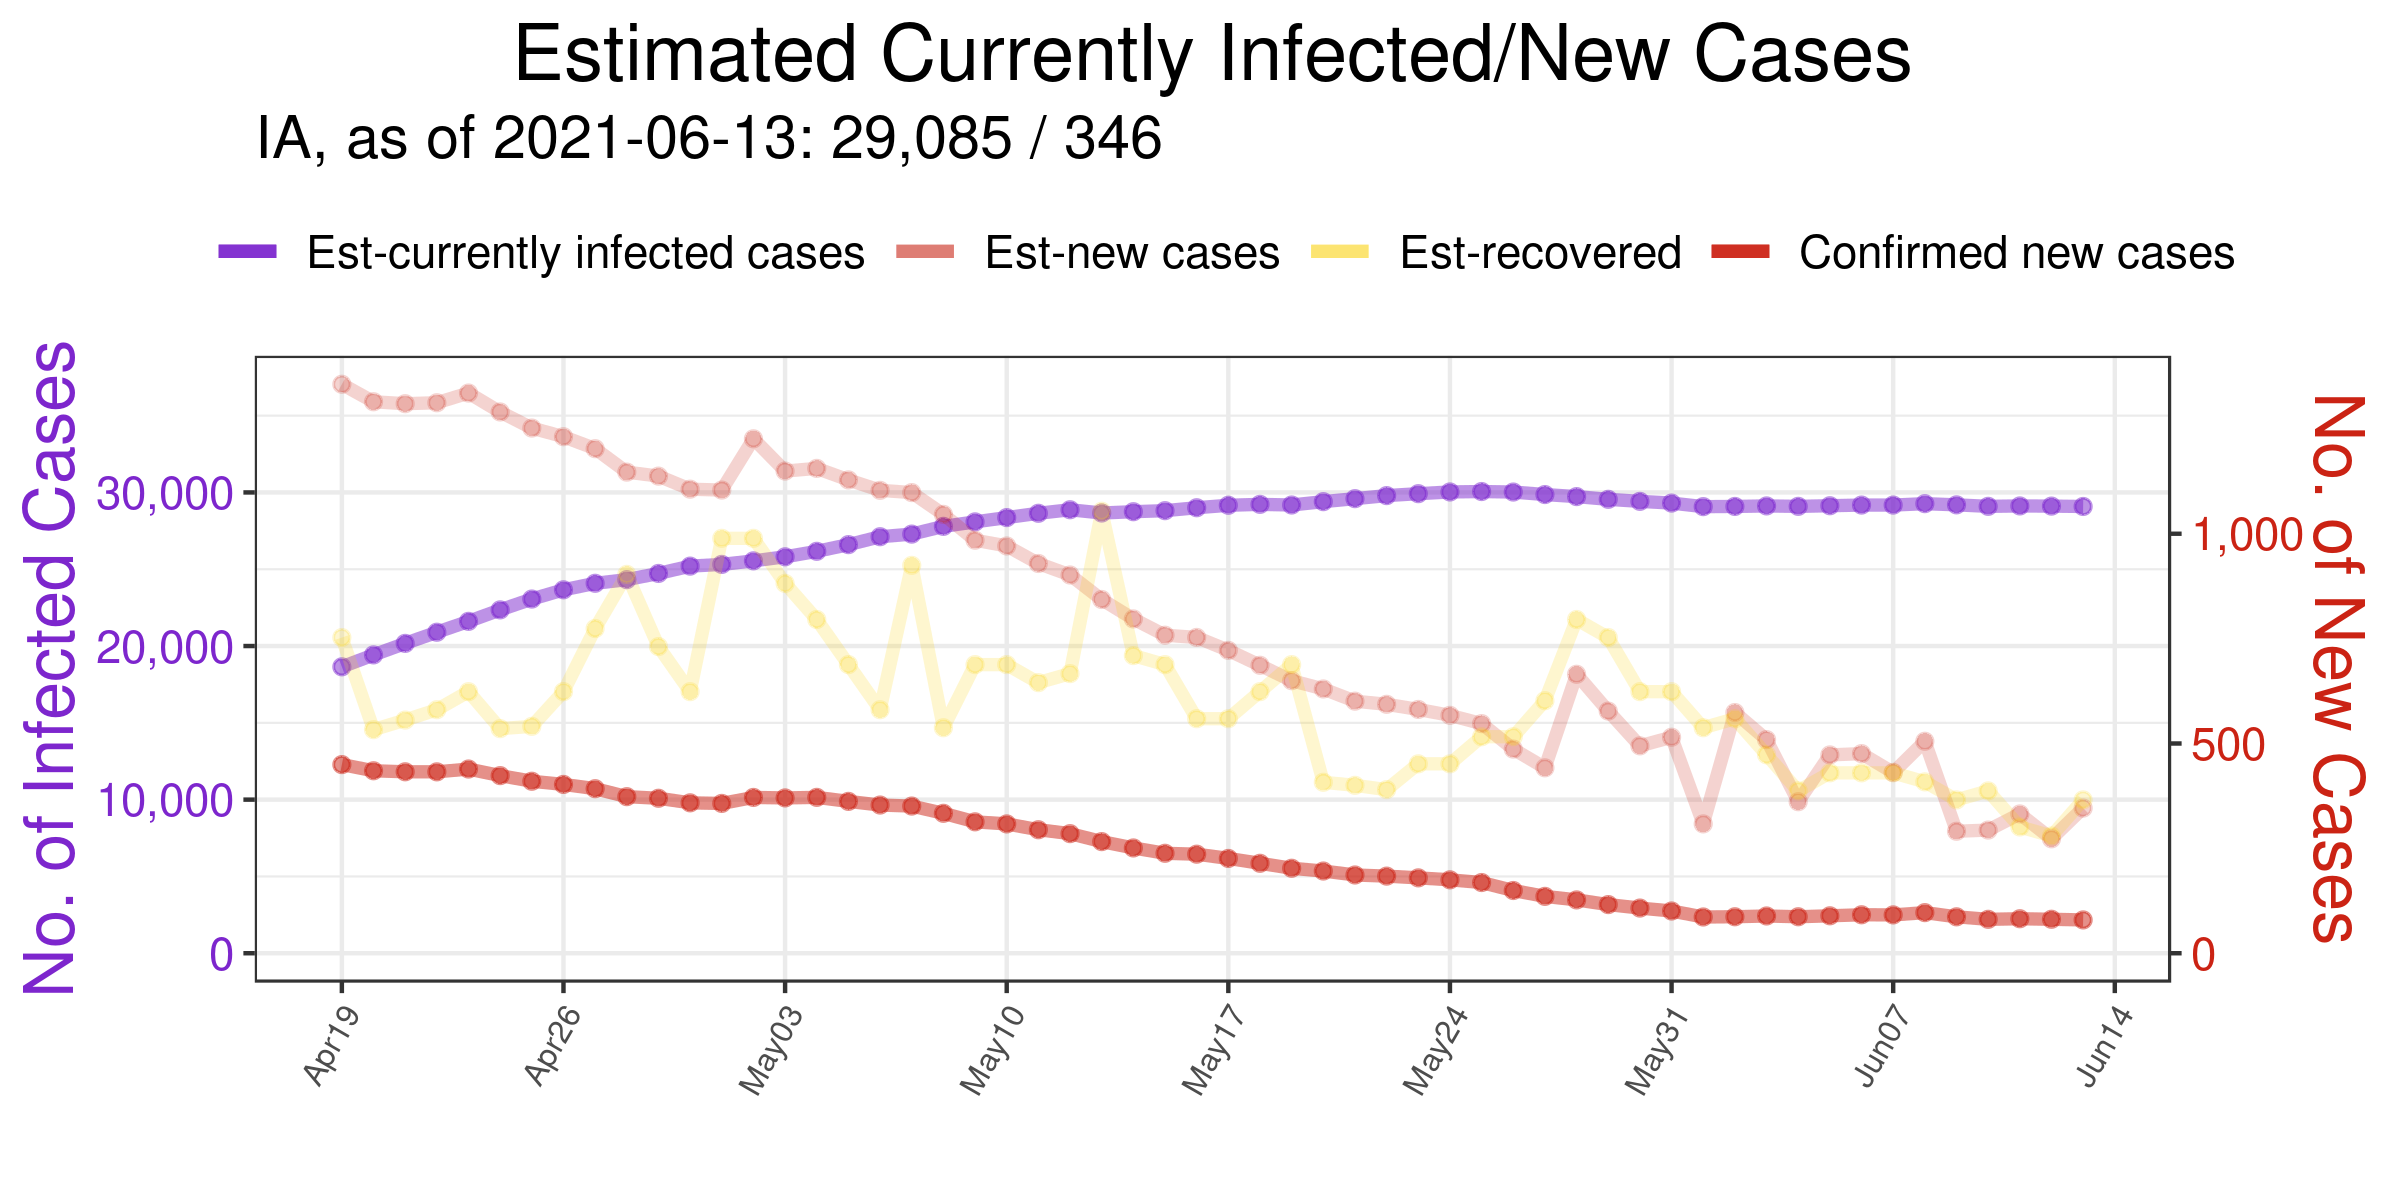 Estimated Currently Infected/New Cases
IA, as of 2021-06-13: 29,085 / 346
Est-currently infected cases Est-new cases Est-recovered Confirmed new cases
No. of Infected Cases
30,000
20,000
10,000
0
1,000
500
0
No. of New Cases
Apr19 Apr26 May03 May10 May17 May24 May31 Jun07 Jun14